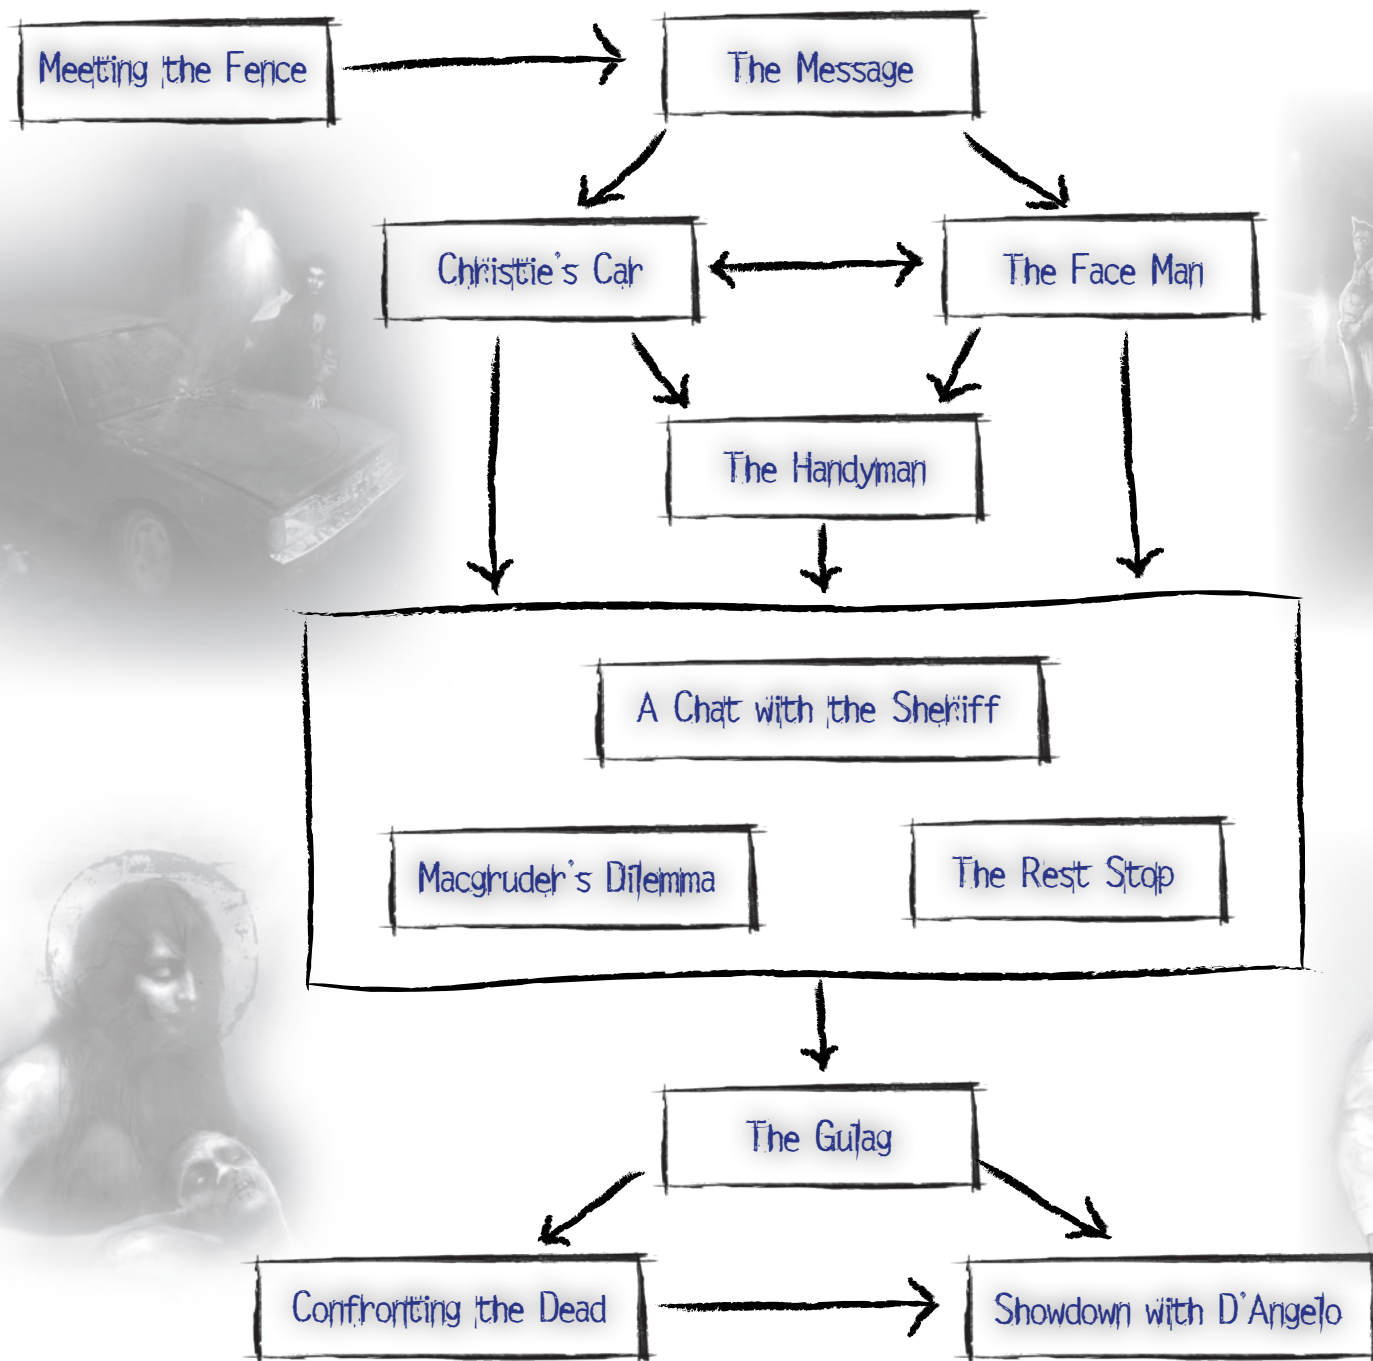 Meeting the Fence
The Message
Christie's Car
The Face Man
The Handyman
A Chat with the Sheriff
Macgruder's Dilemma
The Rest Stop
The Gulag
Confronting the Dead
Showdown with D'Angelo